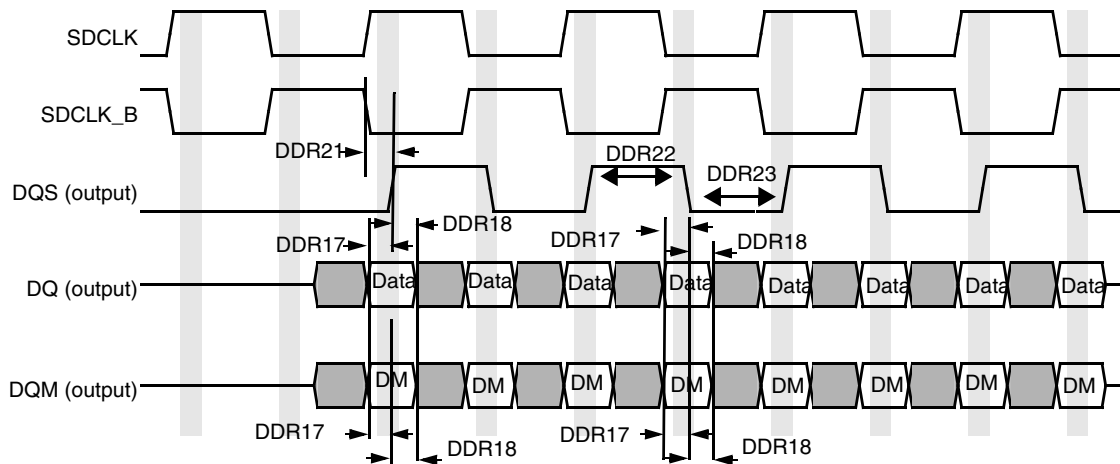 SDCLK
SDCLK_B
DDR21
DDR22
DQS (output)
DDR23
DDR18
DDR17
DDR17
DDR18
DQ (output)
Data Data Data Data Data Data Data Data
DQM (output)
DM DM DM DM DM DM DM DM
DDR17
DDR17
DDR18
DDR18